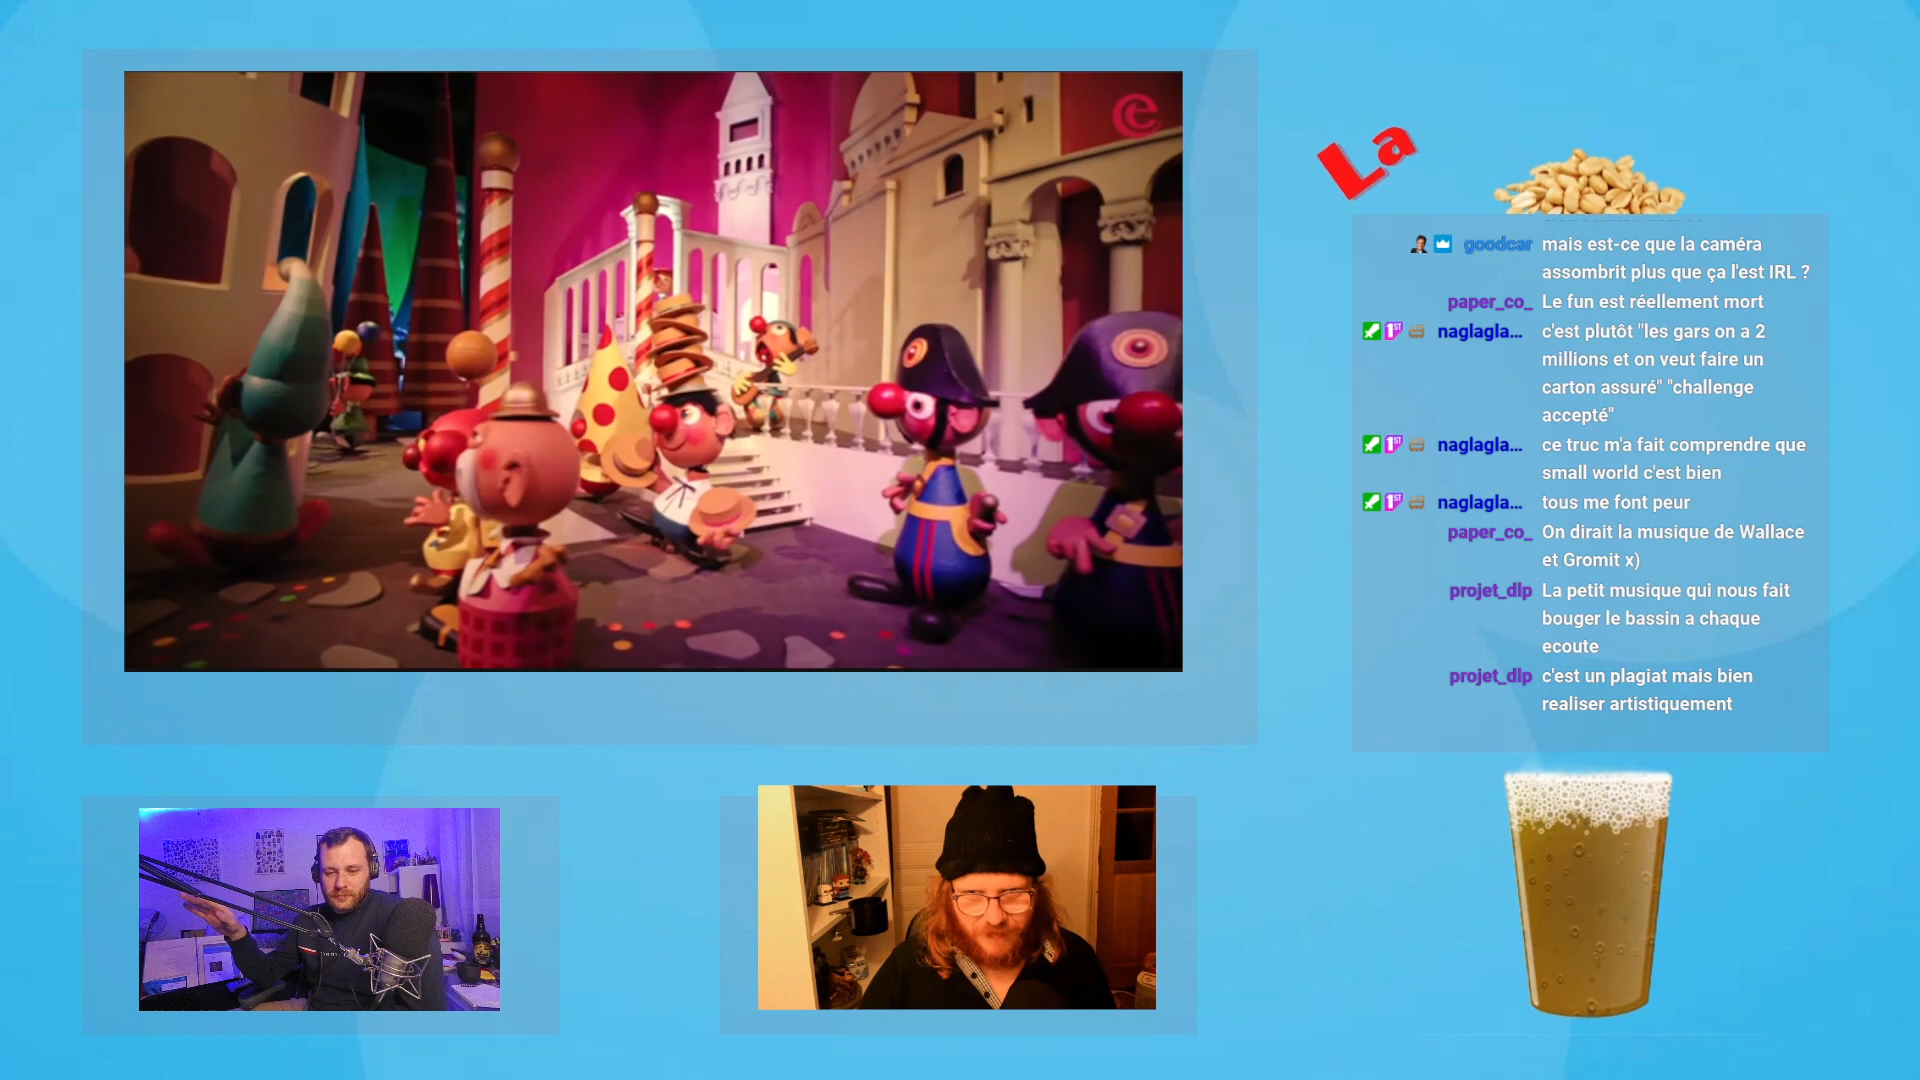 La
goodcar mais est-ce que la caméra
assombrit plus que ça l'est IRL ?
paper_co_ Le fun est réellement mort
naglagla... c'est plutôt "les gars on a 2
millions et on veut faire un
carton assuré" "challenge
accepté"
naglagla... ce truc m'a fait comprendre que
small world c'est bien
naglagla... tous me font peur
paper_co_ On dirait la musique de Wallace
et Gromit x)
projet_dlp La petit musique qui nous fait
bouger le bassin a chaque
ecoute
projet_dlp c'est un plagiat mais bien
realiser artistiquement